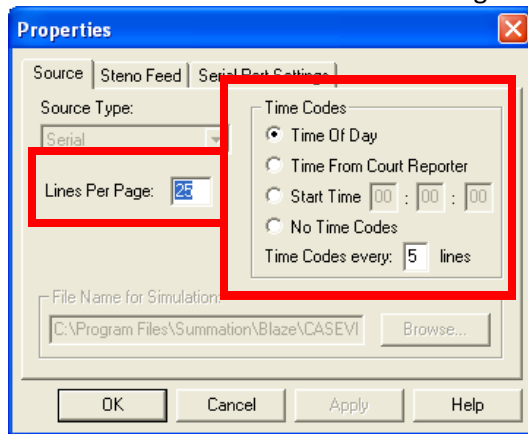 Properties
Source Steno Feed Serial Port Settings
Source Type:
Serial
Lines Per Page: 25
Time Codes
Time Of Day
Time From Court Reporter
Start Time 00 : 00 : 00
No Time Codes
Time Codes every: 5 lines
File Name for Simulation:
C:\Program Files\Summation\Blaze\CASEVI Browse...
OK Cancel Apply Help